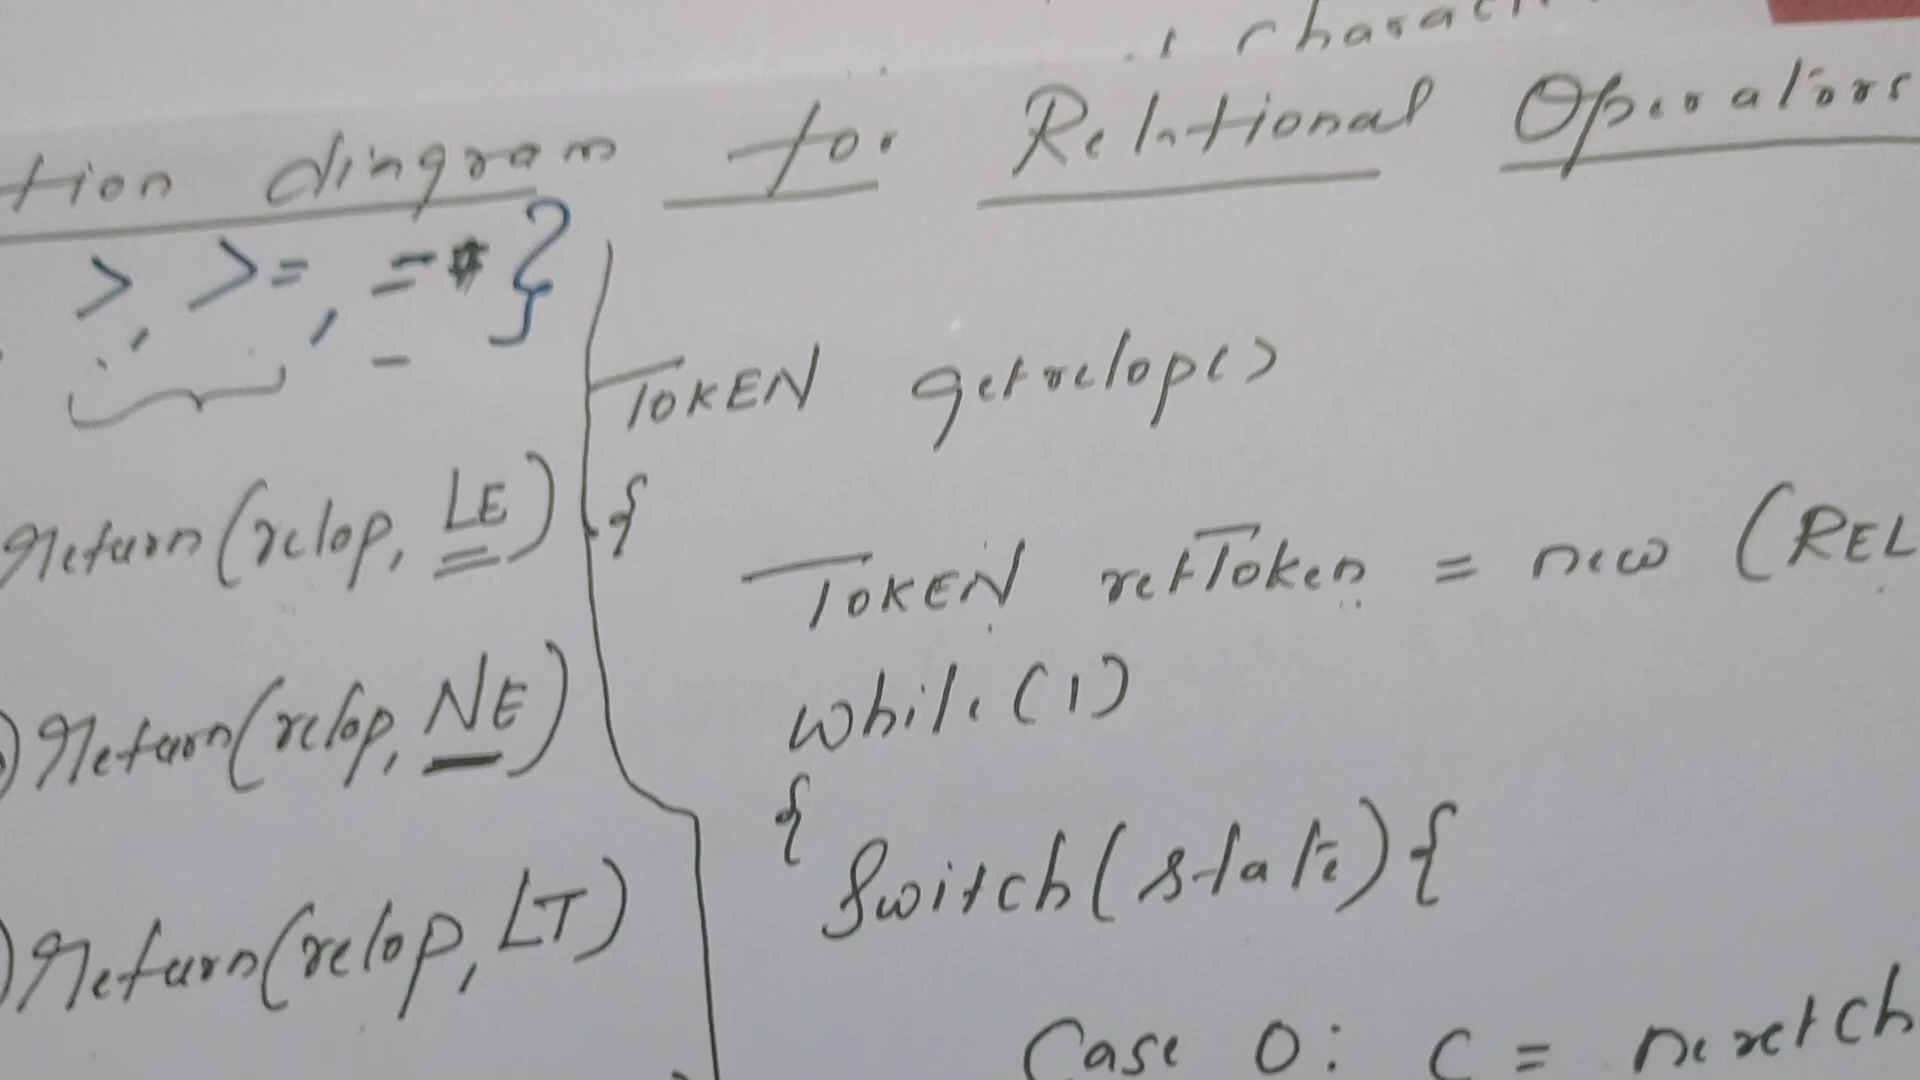 charac
tion diagram for Relational Operators
>, >=, =* }
return (relop, LE)
return (relop, NE)
return (relop, LT)
TOKEN getrelop()
{
TOKEN retToken = new (REL
while (1)
{
Switch (state) {
Case 0: C = nextch